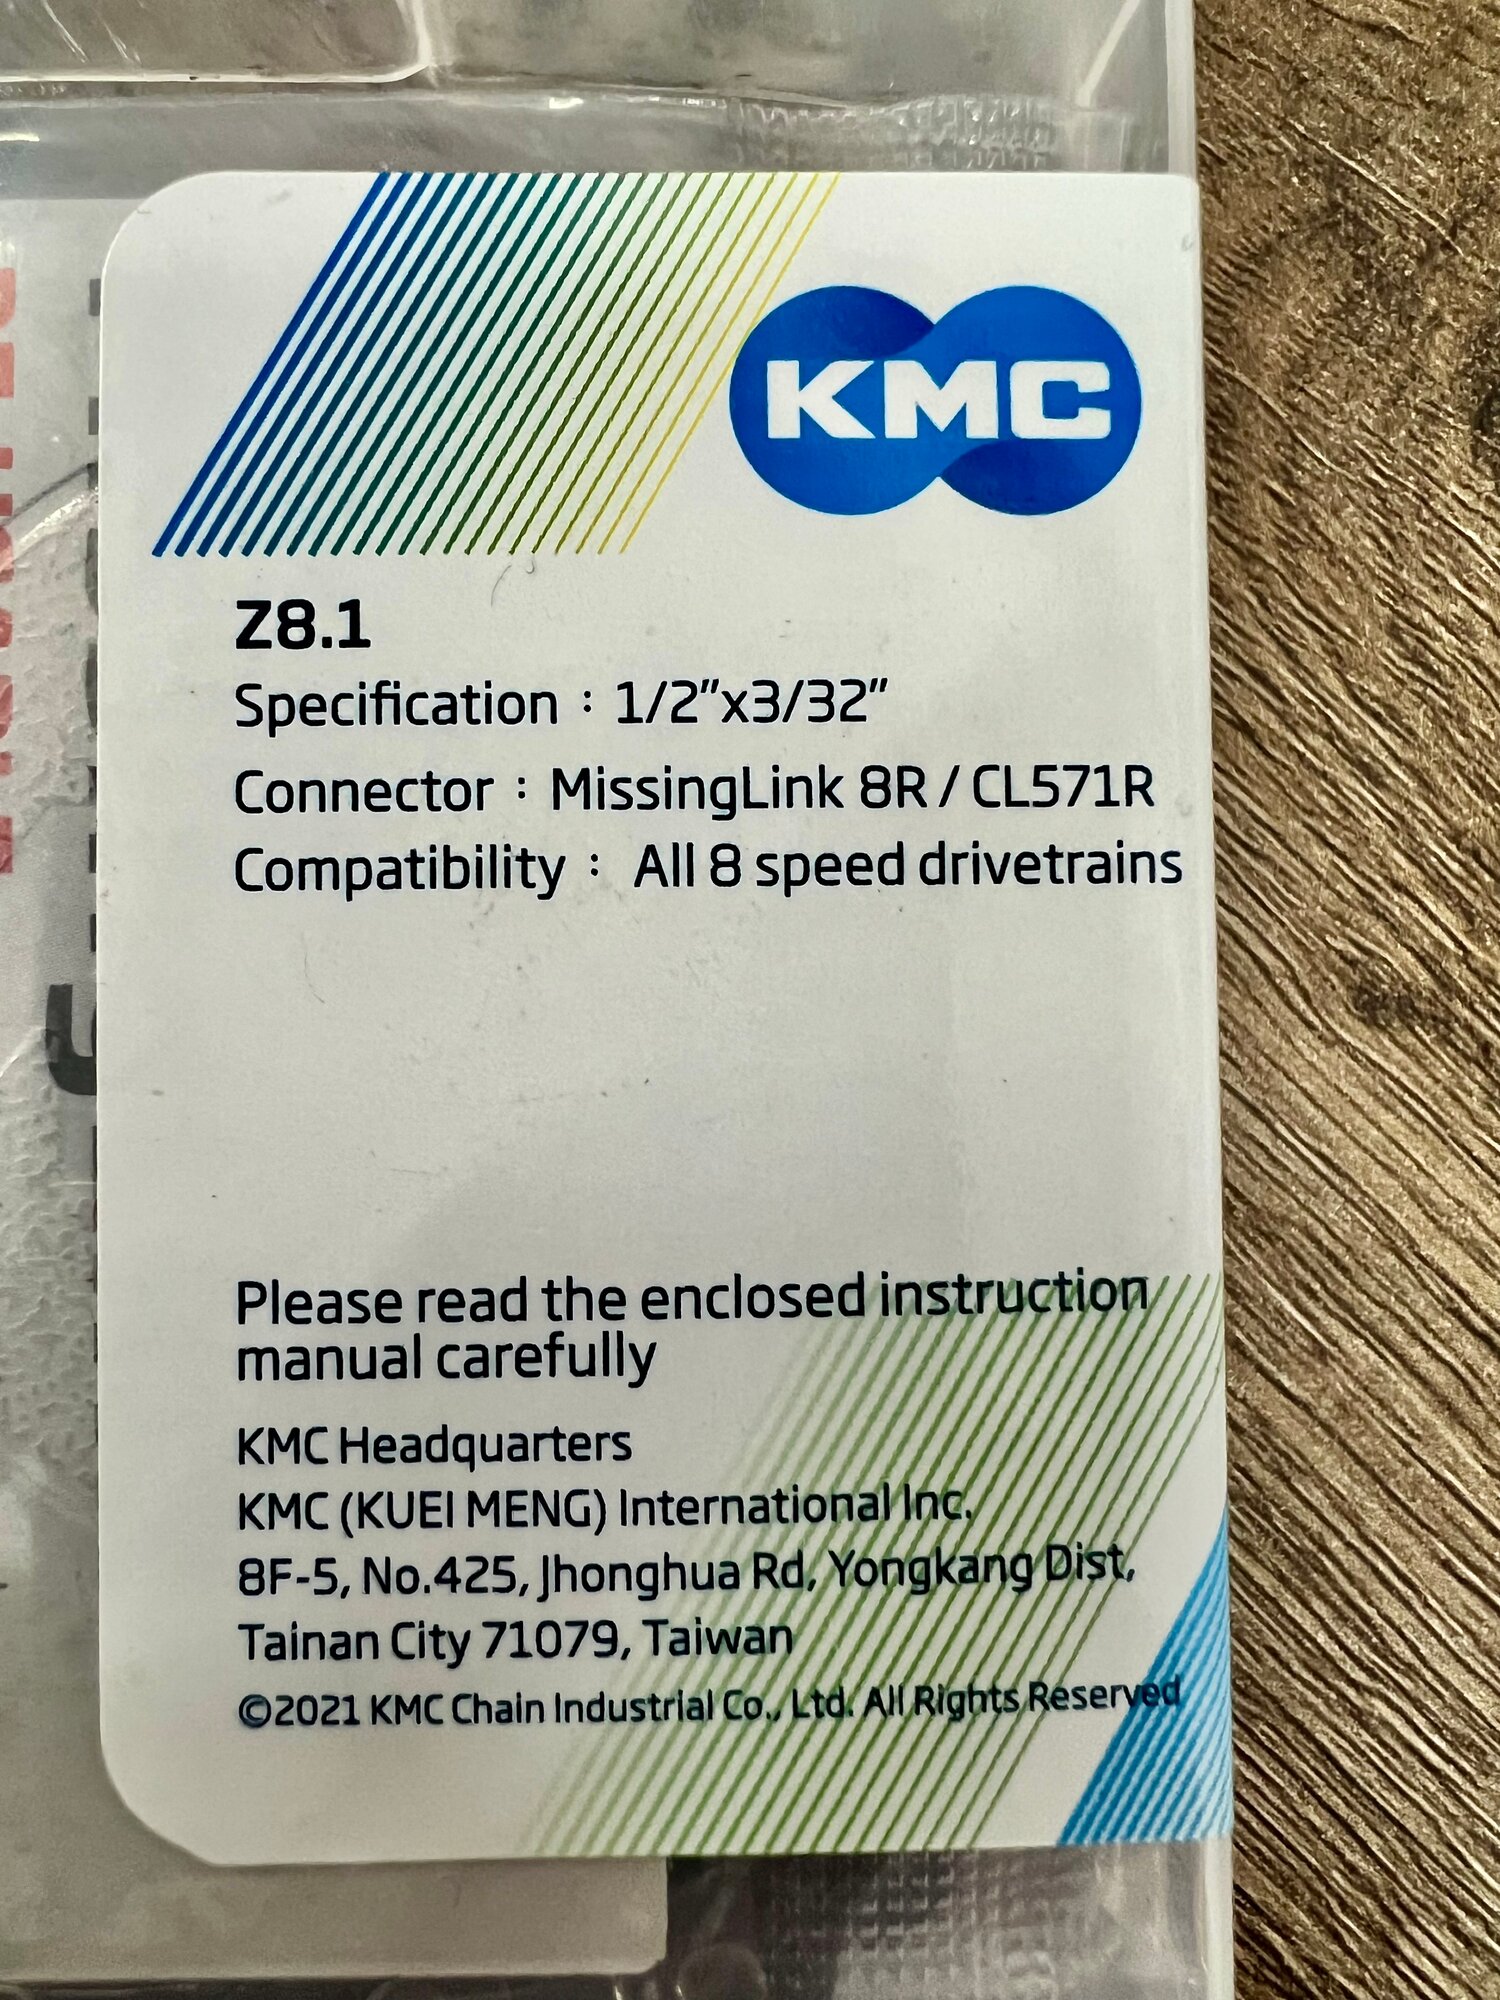 KMC
Z8.1
Specification : 1/2"x3/32"
Connector : MissingLink 8R / CL571R
Compatibility : All 8 speed drivetrains
Please read the enclosed instruction
manual carefully
KMC Headquarters
KMC (KUEI MENG) International Inc.
8F-5, No.425, Jhonghua Rd, Yongkang Dist,
Tainan City 71079, Taiwan
©2021 KMC Chain Industrial Co., Ltd. All Rights Reserved